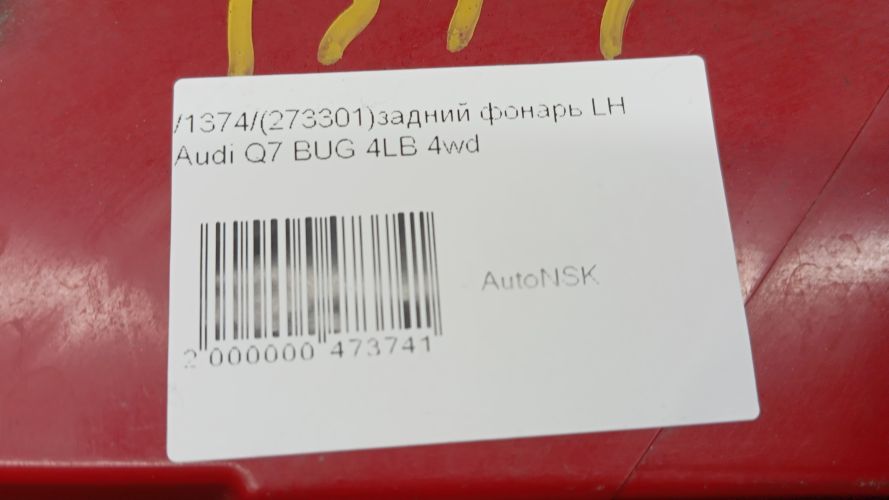 /1374/(273301)задний фонарь LH
Audi Q7 BUG 4LB 4wd
AutoNSK
2 000000 473741